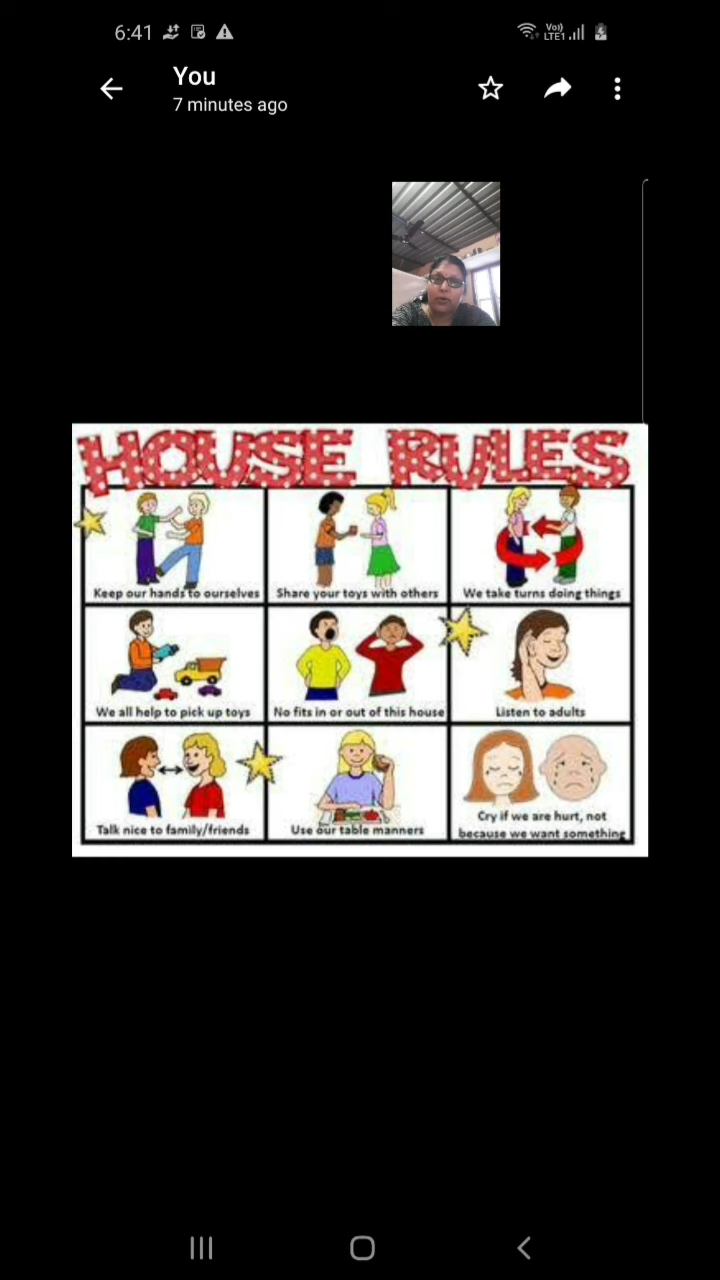 6:41
Vo))
LTE1
You
7 minutes ago
HOUSE RULES
Keep our hands to ourselves
Share your toys with others
We take turns doing things
We all help to pick up toys
No fits in or out of this house
Listen to adults
Talk nice to family/friends
Use our table manners
Cry if we are hurt, not
because we want something